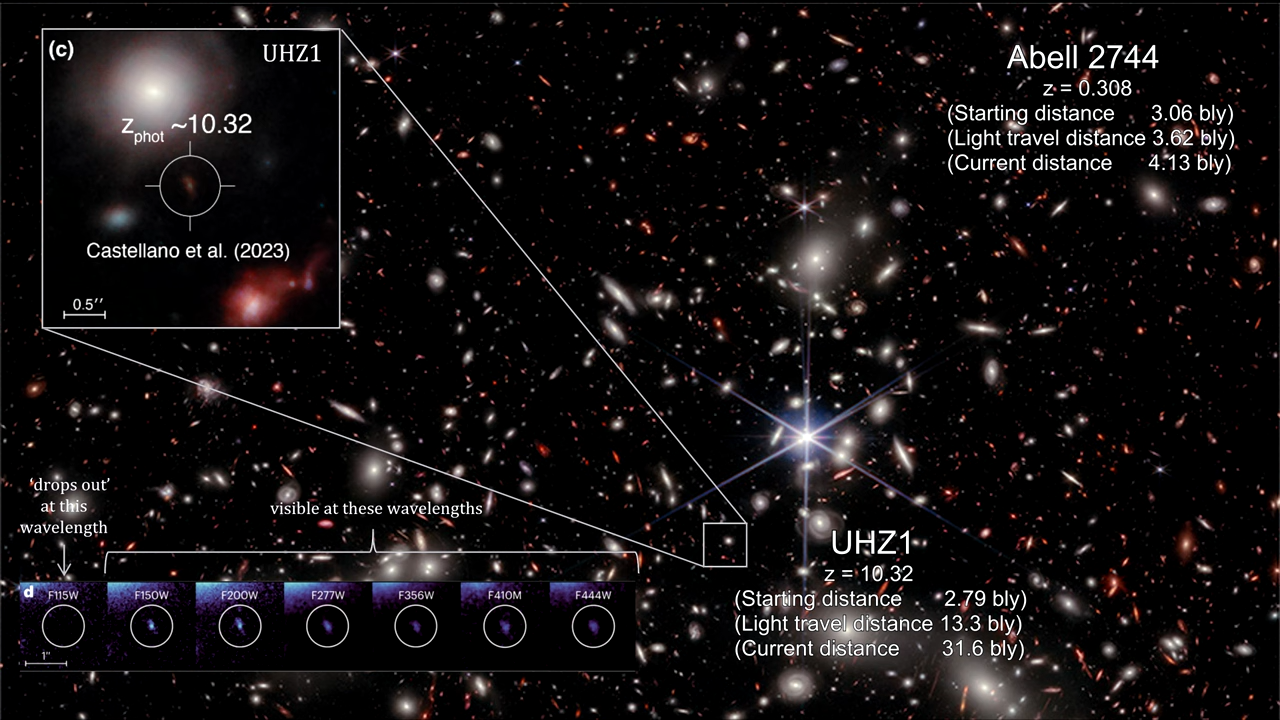 (c)
UHZ1
zphot ~10.32
Castellano et al. (2023)
0.5′′
Abell 2744
z = 0.308
(Starting distance 3.06 bly)
(Light travel distance 3.62 bly)
(Current distance 4.13 bly)
'drops out'
at this
wavelength
visible at these wavelengths
d
F115W F150W F200W F277W F356W F410M F444W
1″
UHZ1
z = 10.32
(Starting distance 2.79 bly)
(Light travel distance 13.3 bly)
(Current distance 31.6 bly)